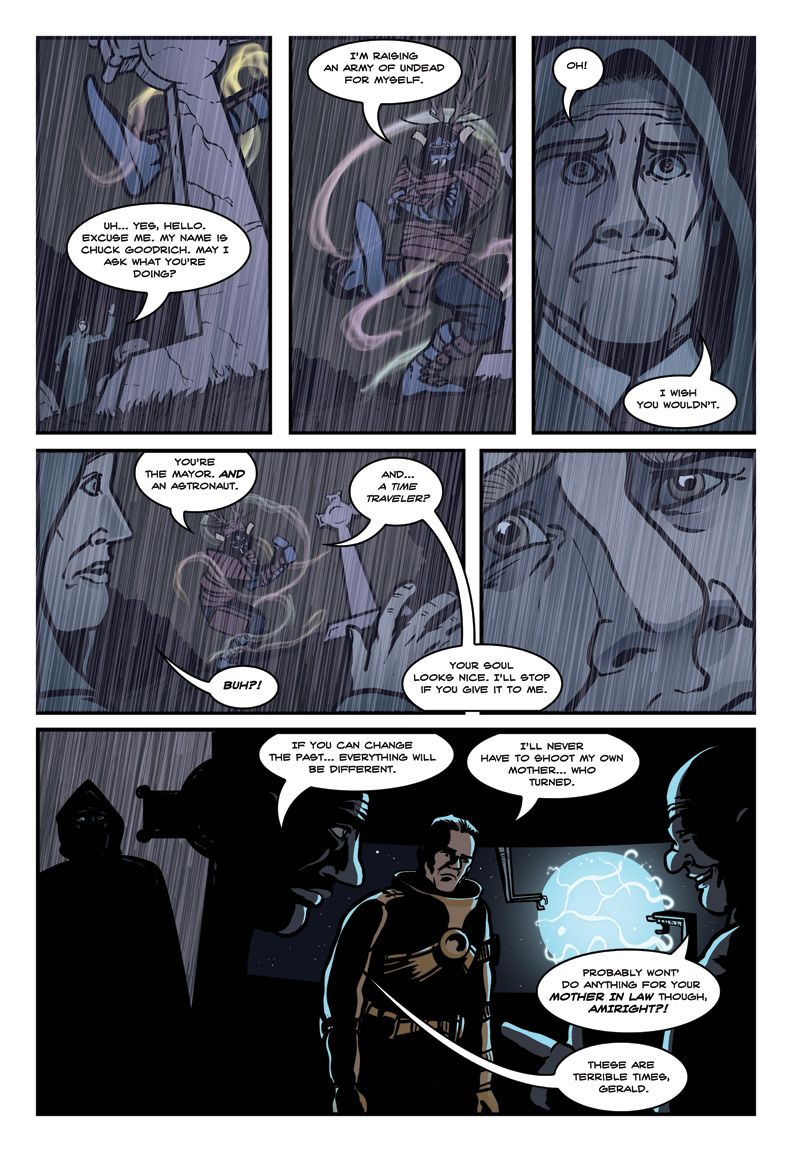 UH... YES, HELLO.
EXCUSE ME. MY NAME IS
CHUCK GOODRICH. MAY I
ASK WHAT YOU'RE
DOING?
I'M RAISING
AN ARMY OF UNDEAD
FOR MYSELF.
OH!
I WISH
YOU WOULDN'T.
YOU'RE
THE MAYOR. AND
AN ASTRONAUT.
AND...
A TIME
TRAVELER?
BUH?!
YOUR SOUL
LOOKS NICE. I'LL STOP
IF YOU GIVE IT TO ME.
IF YOU CAN CHANGE
THE PAST... EVERYTHING WILL
BE DIFFERENT.
I'LL NEVER
HAVE TO SHOOT MY OWN
MOTHER... WHO
TURNED.
PROBABLY WONT'
DO ANYTHING FOR YOUR
MOTHER IN LAW THOUGH,
AMIRIGHT?!
THESE ARE
TERRIBLE TIMES,
GERALD.